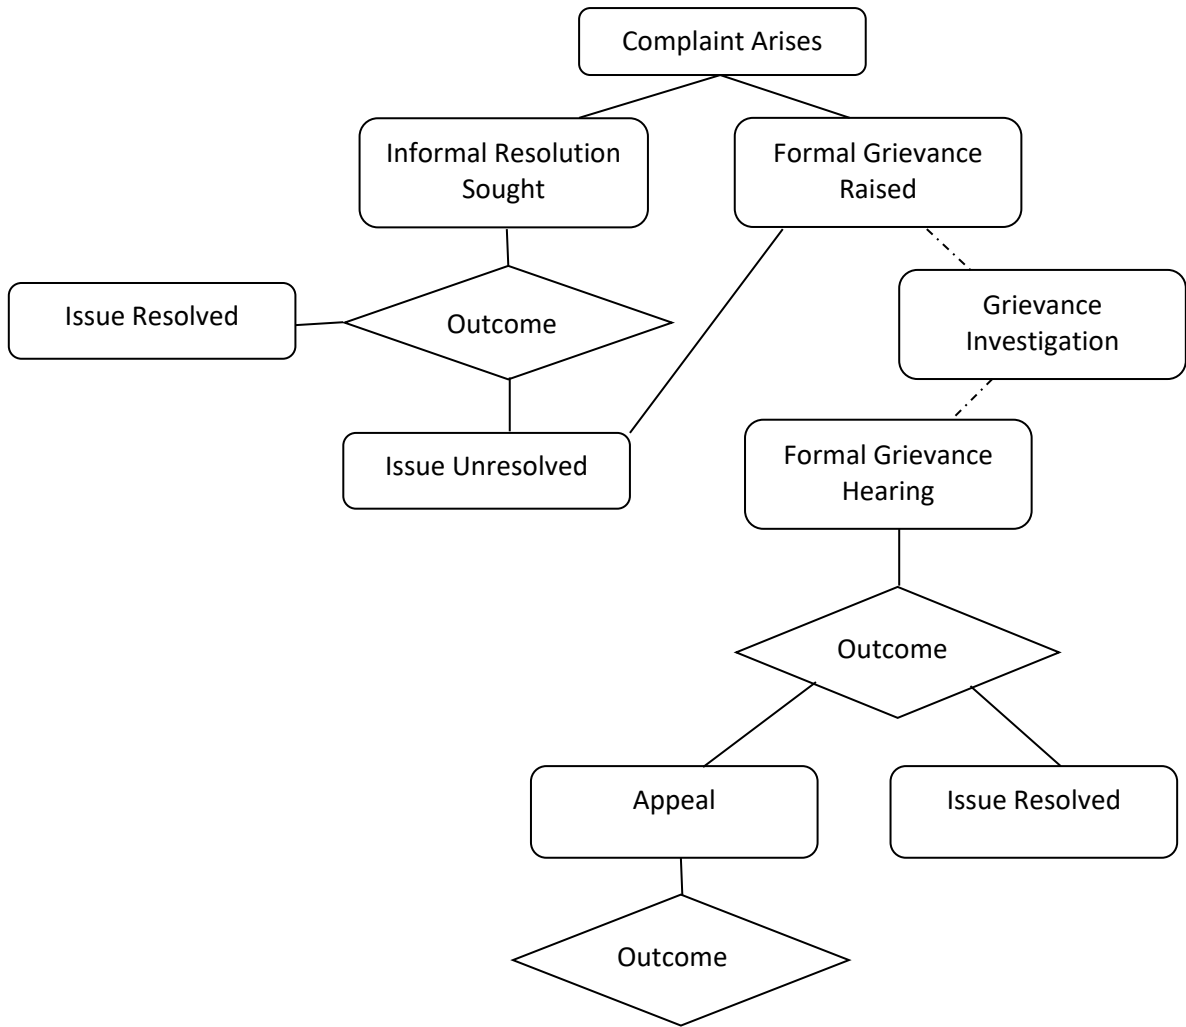 Complaint Arises
Informal Resolution
Sought
Formal Grievance
Raised
Issue Resolved
Outcome
Grievance
Investigation
Issue Unresolved
Formal Grievance
Hearing
Outcome
Appeal
Issue Resolved
Outcome